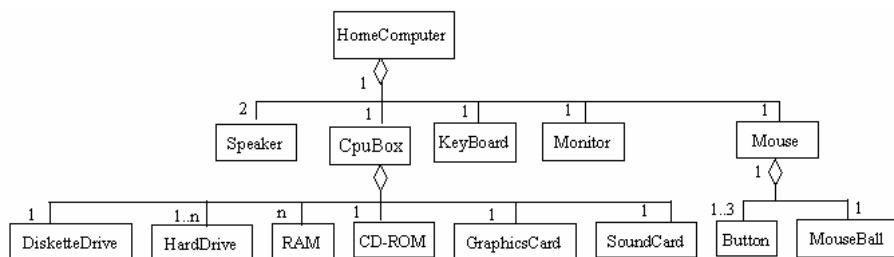 HomeComputer
1
2 1 1 1 1
Speaker CpuBox KeyBoard Monitor Mouse
1
1 1..n n 1 1 1 1..3 1
DisketteDrive HardDrive RAM CD-ROM GraphicsCard SoundCard Button MouseBall